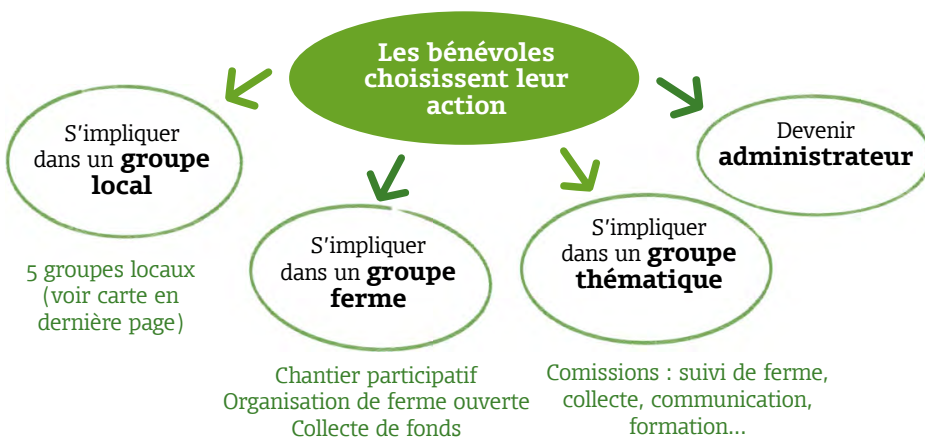 Les bénévoles
choisissent leur
action
S'impliquer
dans un groupe
local
5 groupes locaux
(voir carte en
dernière page)
S'impliquer
dans un groupe
ferme
Chantier participatif
Organisation de ferme ouverte
Collecte de fonds
S'impliquer
dans un groupe
thématique
Comissions : suivi de ferme,
collecte, communication,
formation...
Devenir
administrateur